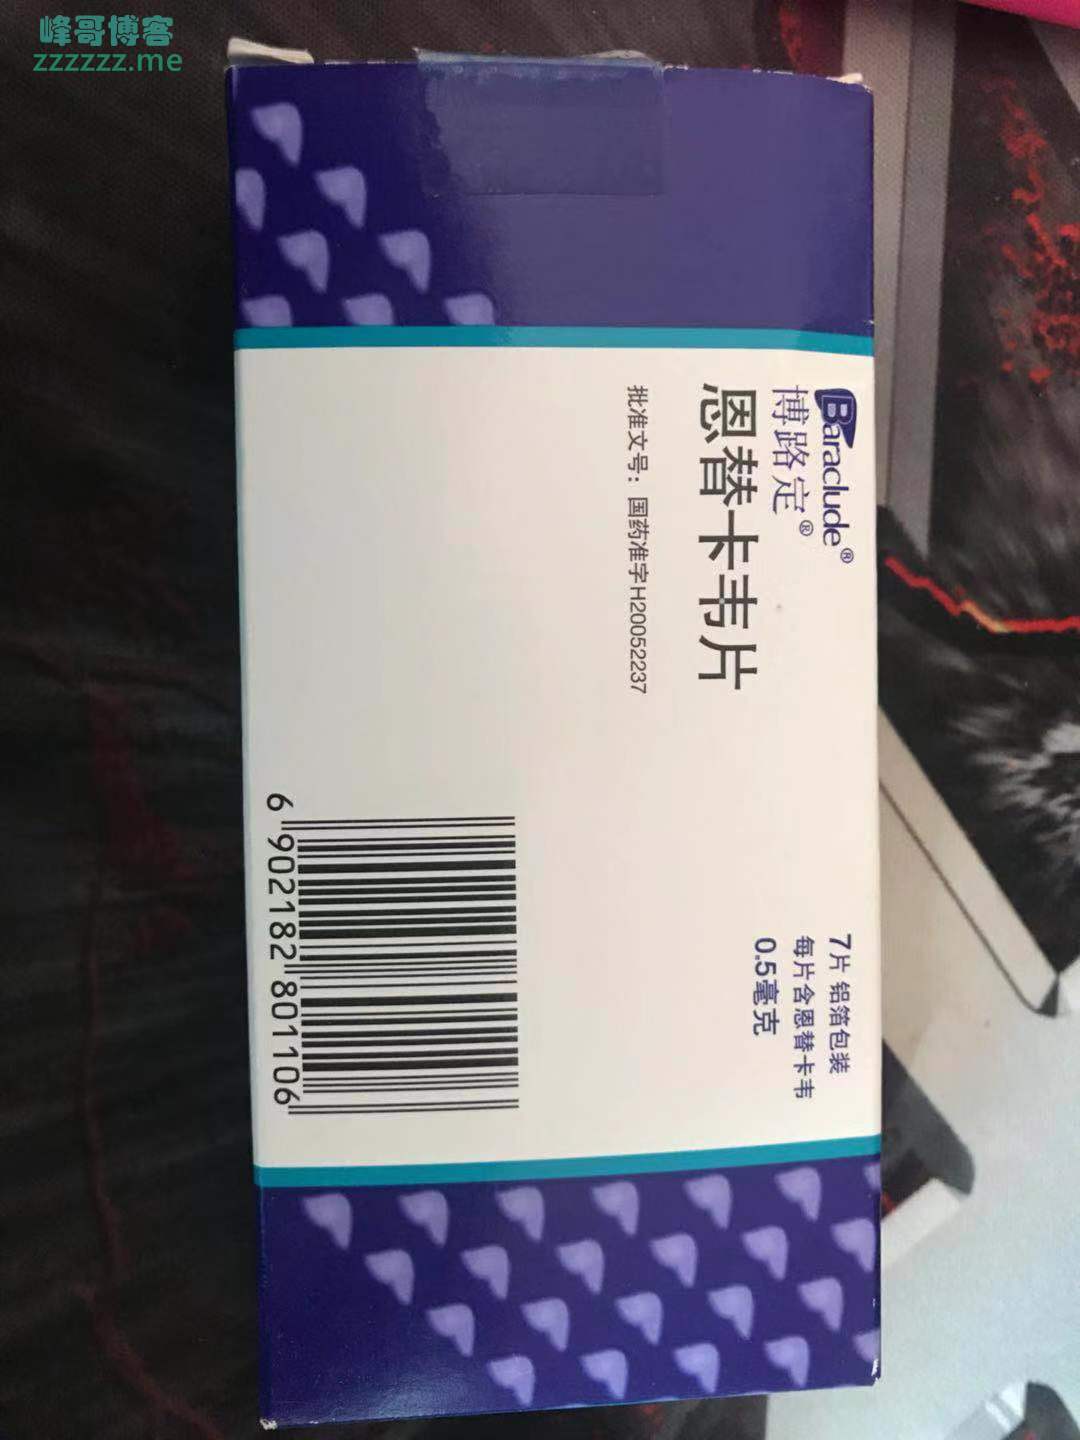 峰哥博客
zzzzzz.me
Baraclude®
博路定®
恩替卡韦片
批准文号：国药准字H20052237
7片 铝箔包装
每片含恩替卡韦
0.5毫克
6 902182 801106